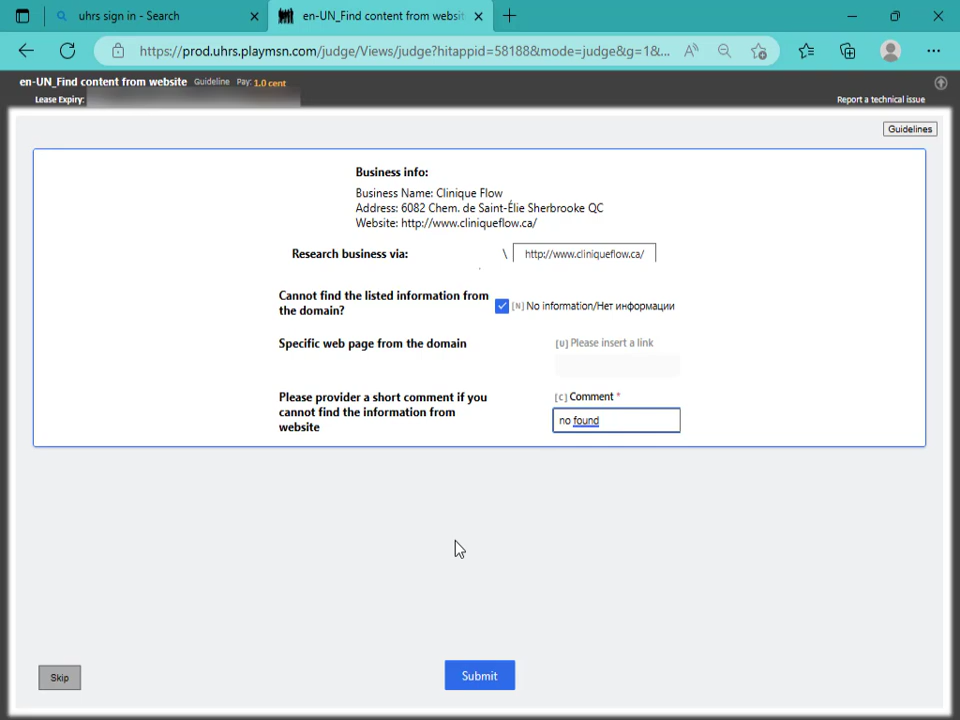 uhrs sign in - Search
en-UN_Find content from websit
https://prod.uhrs.playmsn.com/judge/Views/judge?hitappid=58188&mode=judge&g=1&...
en-UN_Find content from website Guideline Pay: 1.0 cent
Lease Expiry:
Report a technical issue
Guidelines
Business info:
Business Name: Clinique Flow
Address: 6082 Chem. de Saint-Élie Sherbrooke QC
Website: http://www.cliniqueflow.ca/
Research business via: \ http://www.cliniqueflow.ca/
Cannot find the listed information from
the domain?
[N] No information/Нет информации
Specific web page from the domain
[U] Please insert a link
Please provider a short comment if you
cannot find the information from
website
[C] Comment *
no found
Skip
Submit